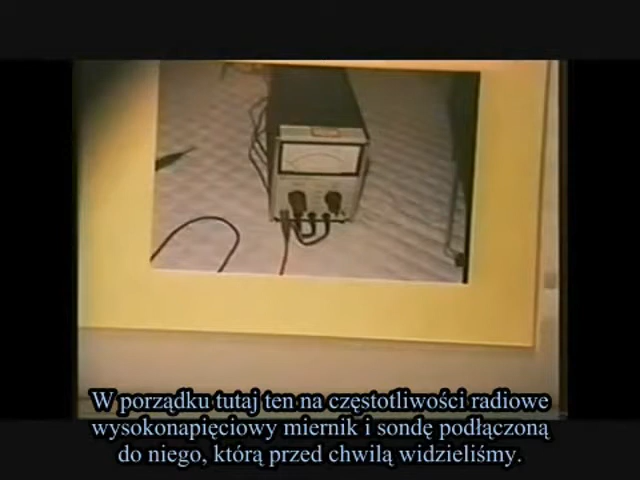 W porządku tutaj ten na częstotliwości radiowe
wysokonapięciowy miernik i sondę podłączoną
do niego, którą przed chwilą widzieliśmy.